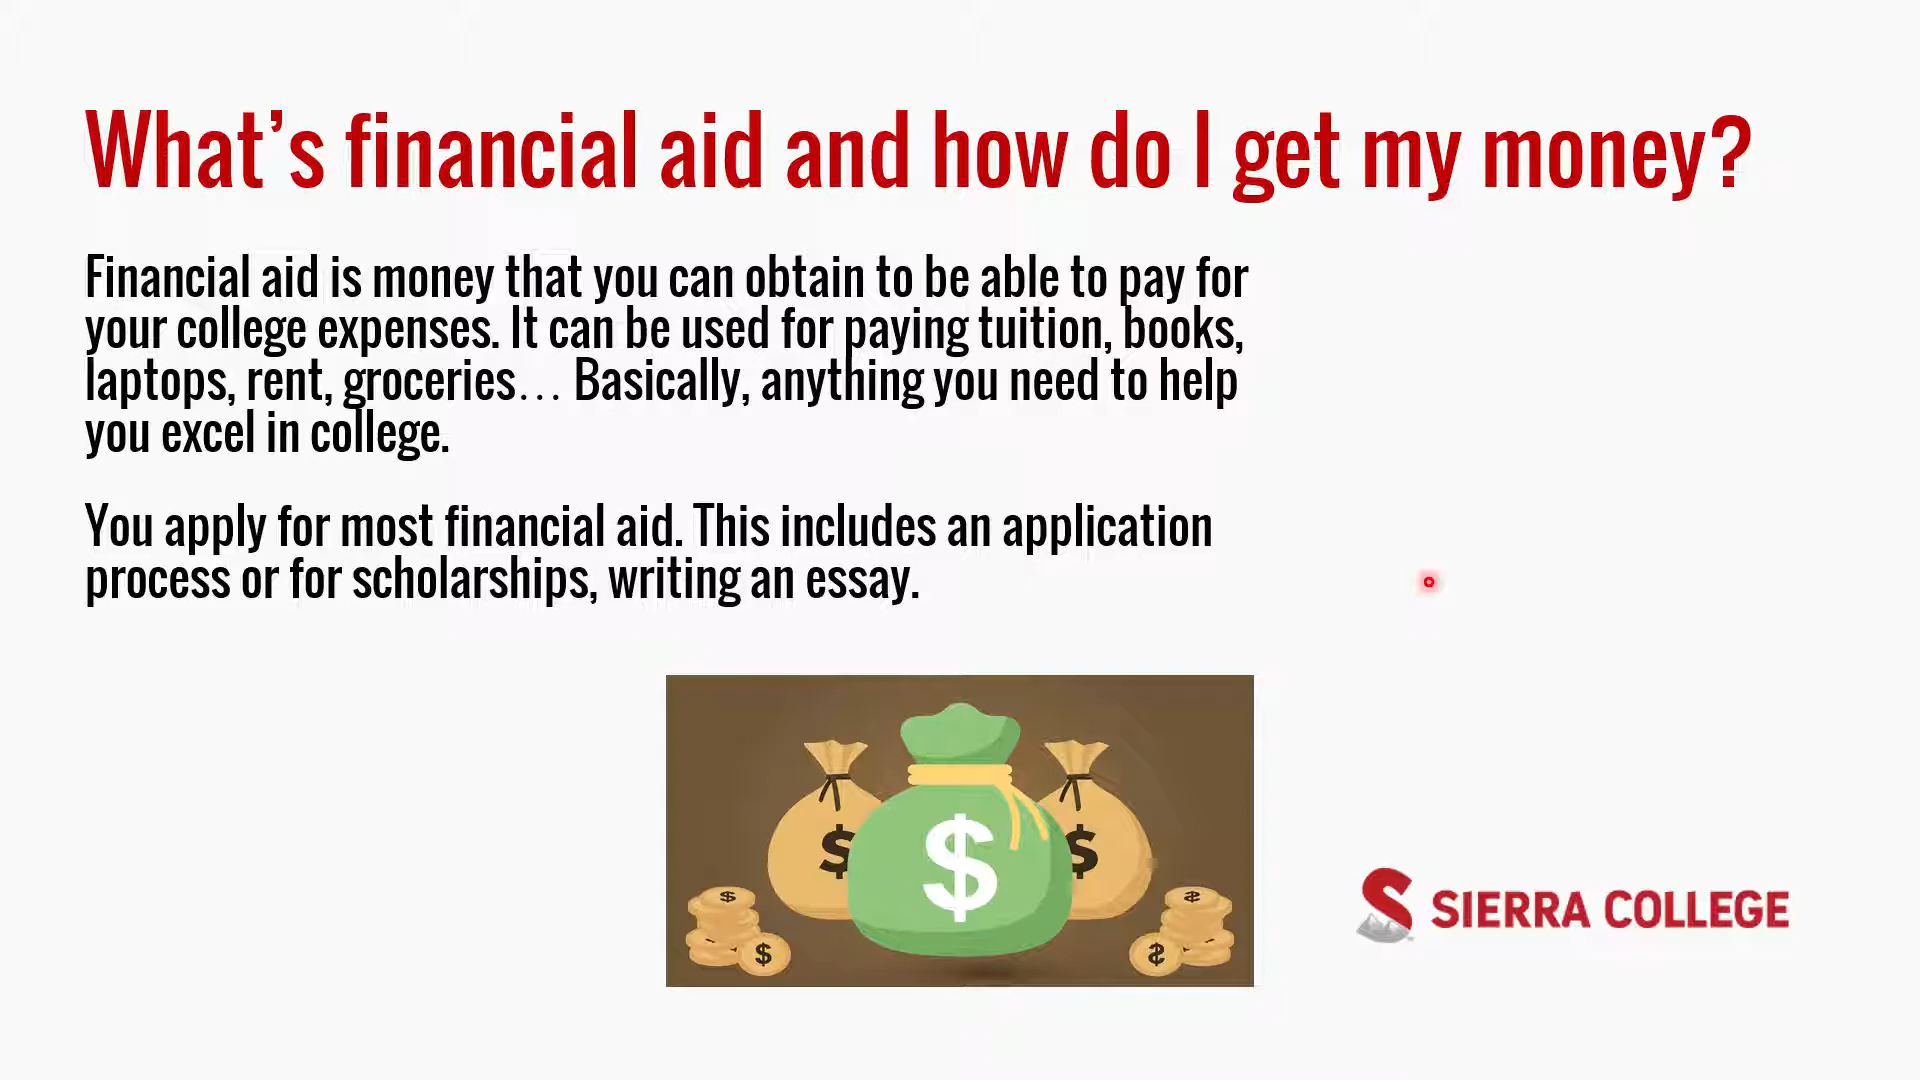 What’s financial aid and how do I get my money?
Financial aid is money that you can obtain to be able to pay for
your college expenses. It can be used for paying tuition, books,
laptops, rent, groceries… Basically, anything you need to help
you excel in college.
You apply for most financial aid. This includes an application
process or for scholarships, writing an essay.
$ $ $
$ $
$ $
S SIERRA COLLEGE